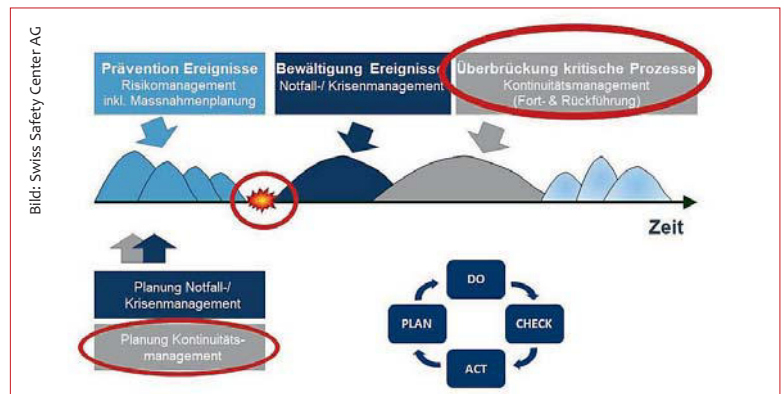 Bild: Swiss Safety Center AG
Prävention Ereignisse
Risikomanagement
inkl. Massnahmenplanung
Bewältigung Ereignisse
Notfall-/ Krisenmanagement
Überbrückung kritische Prozesse
Kontinuitätsmanagement
(Fort- & Rückführung)
Zeit
Planung Notfall-/
Krisenmanagement
Planung Kontinuitäts-
management
DO
PLAN
CHECK
ACT